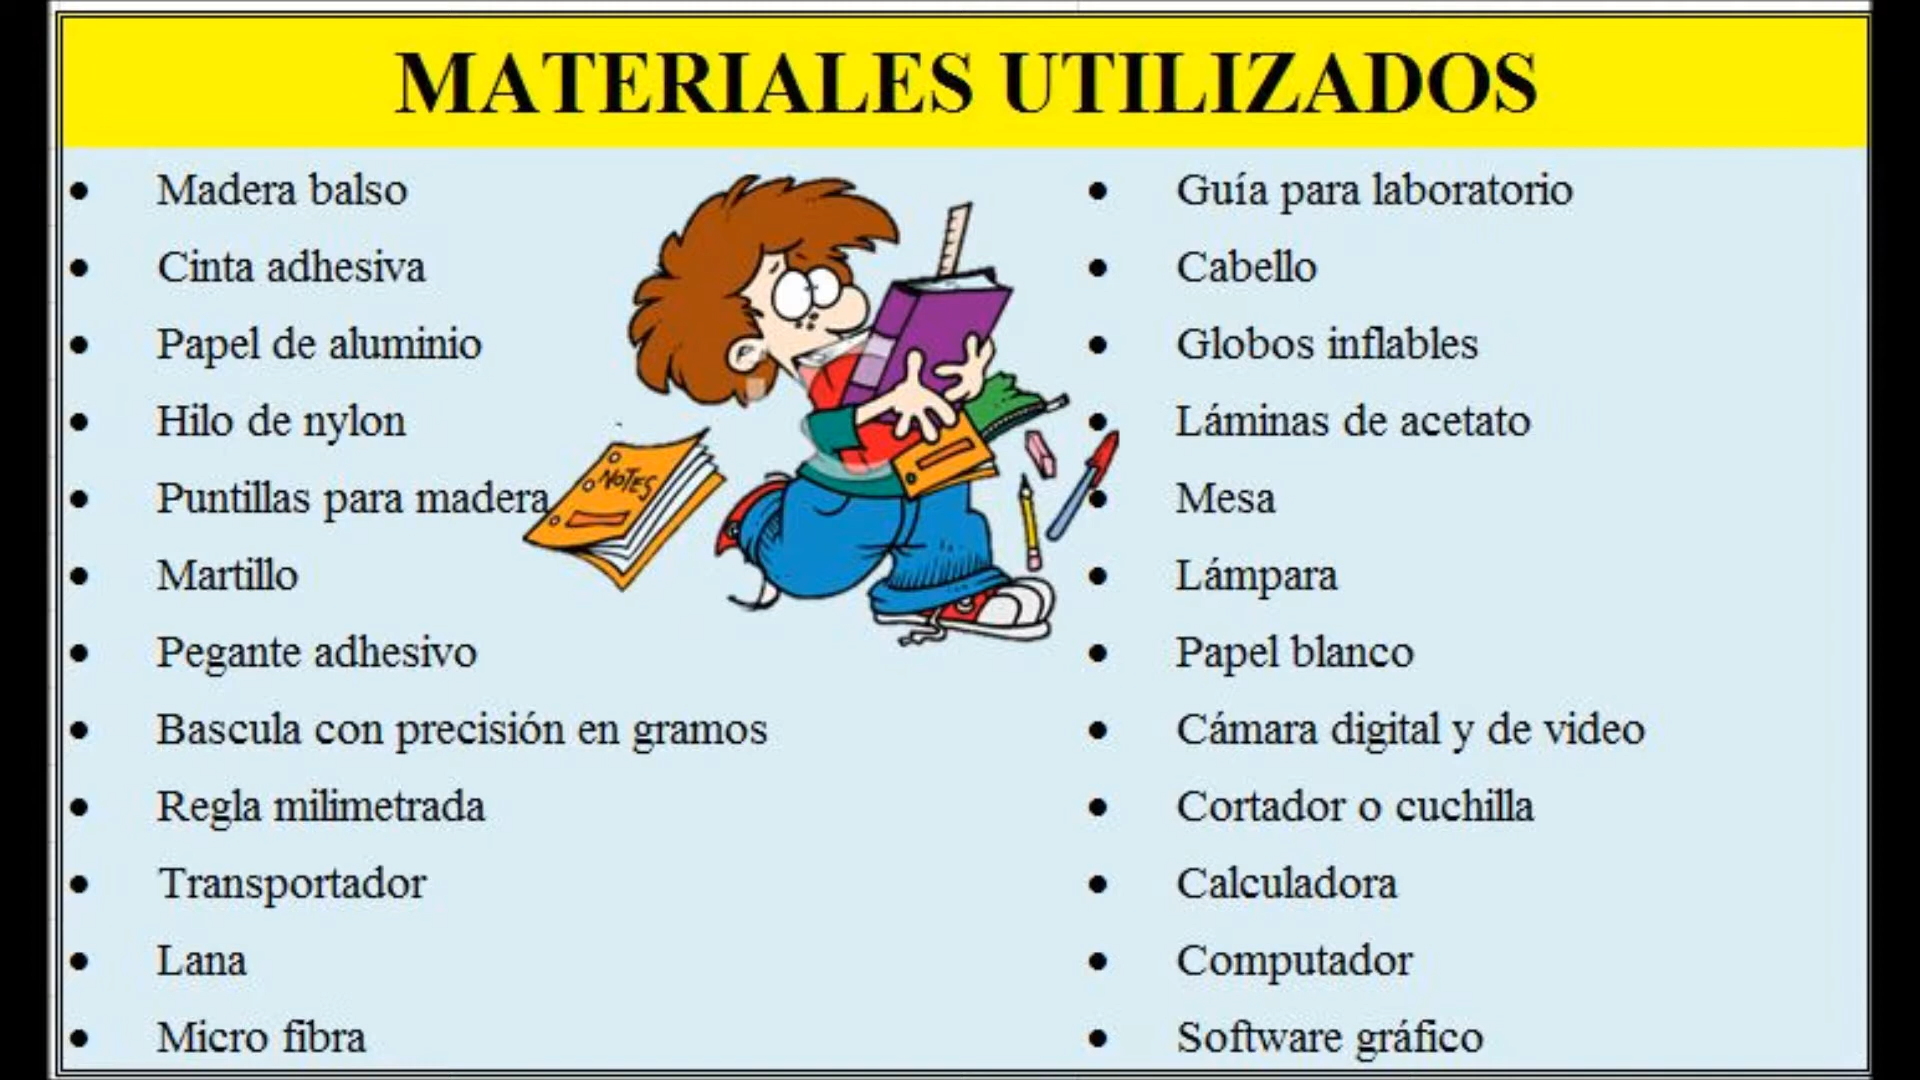 MATERIALES UTILIZADOS
Madera balso
Cinta adhesiva
Papel de aluminio
Hilo de nylon
Puntillas para madera
Martillo
Pegante adhesivo
Bascula con precisión en gramos
Regla milimetrada
Transportador
Lana
Micro fibra
NOTES
Guía para laboratorio
Cabello
Globos inflables
Láminas de acetato
Mesa
Lámpara
Papel blanco
Cámara digital y de video
Cortador o cuchilla
Calculadora
Computador
Software gráfico